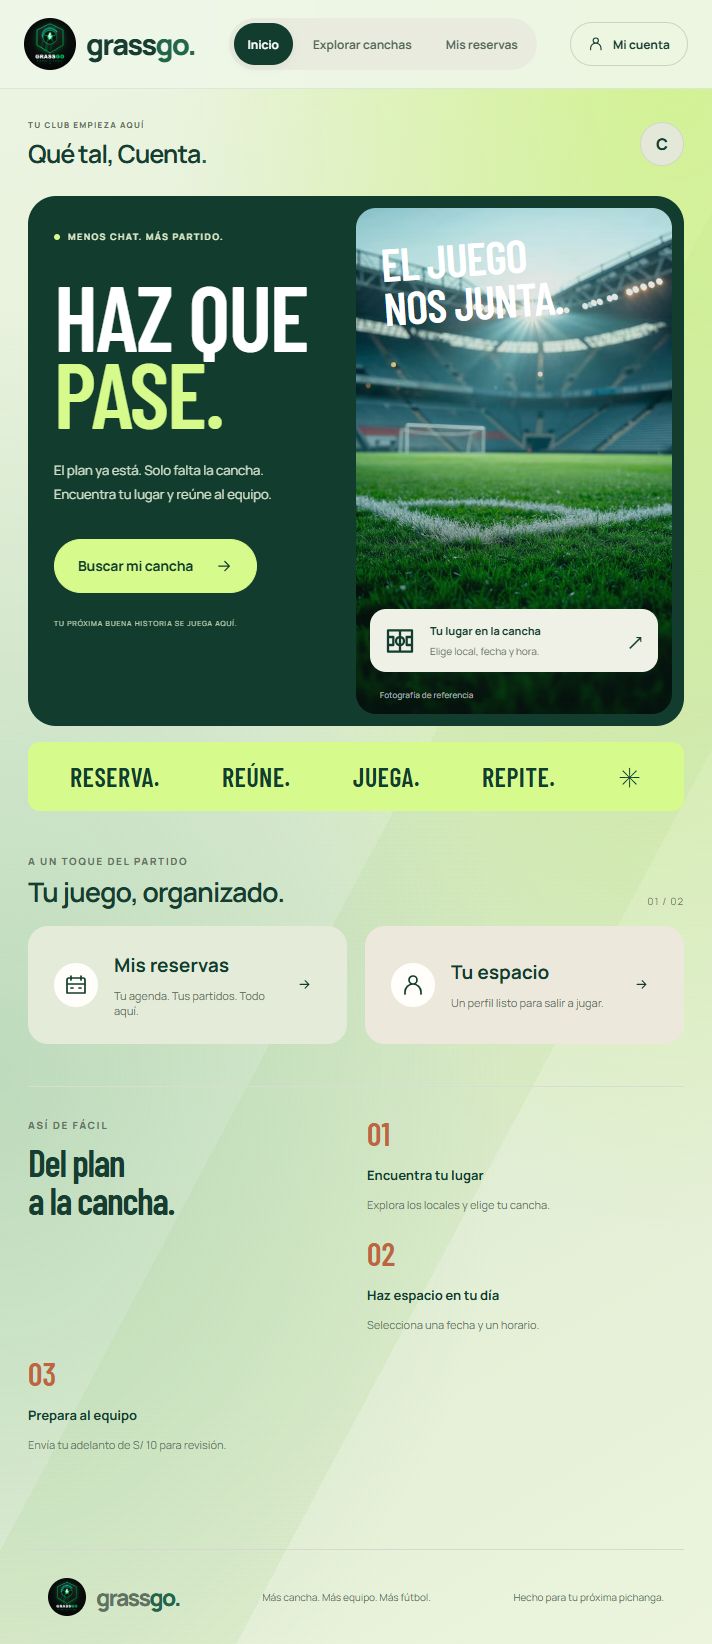 GRASSGO
grassgo.
Inicio
Explorar canchas
Mis reservas
Mi cuenta
TU CLUB EMPIEZA AQUÍ
Qué tal, Cuenta.
C
MENOS CHAT. MÁS PARTIDO.
HAZ QUE
PASE.
El plan ya está. Solo falta la cancha.
Encuentra tu lugar y reúne al equipo.
Buscar mi cancha →
TU PRÓXIMA BUENA HISTORIA SE JUEGA AQUÍ.
EL JUEGO
NOS JUNTA.
Tu lugar en la cancha
Elige local, fecha y hora.
↗
Fotografía de referencia
RESERVA. REÚNE. JUEGA. REPITE.
A UN TOQUE DEL PARTIDO
Tu juego, organizado.
01 / 02
Mis reservas
Tu agenda. Tus partidos. Todo
aquí.
→
Tu espacio
Un perfil listo para salir a jugar.
→
ASÍ DE FÁCIL
Del plan
a la cancha.
01
Encuentra tu lugar
Explora los locales y elige tu cancha.
02
Haz espacio en tu día
Selecciona una fecha y un horario.
03
Prepara al equipo
Envía tu adelanto de S/ 10 para revisión.
GRASSGO
grassgo.
Más cancha. Más equipo. Más fútbol.
Hecho para tu próxima pichanga.